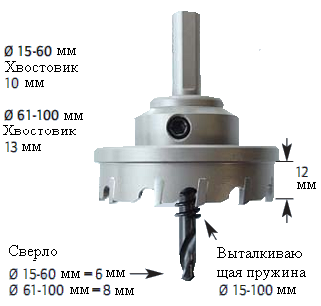 Ø 15-60 мм
Хвостовик
10 мм
Ø 61-100 мм
Хвостовик
13 мм
12
мм
Сверло
Ø 15-60 мм = 6 мм
Ø 61-100 мм = 8 мм
Выталкиваю
щая пружина
Ø 15-100 мм